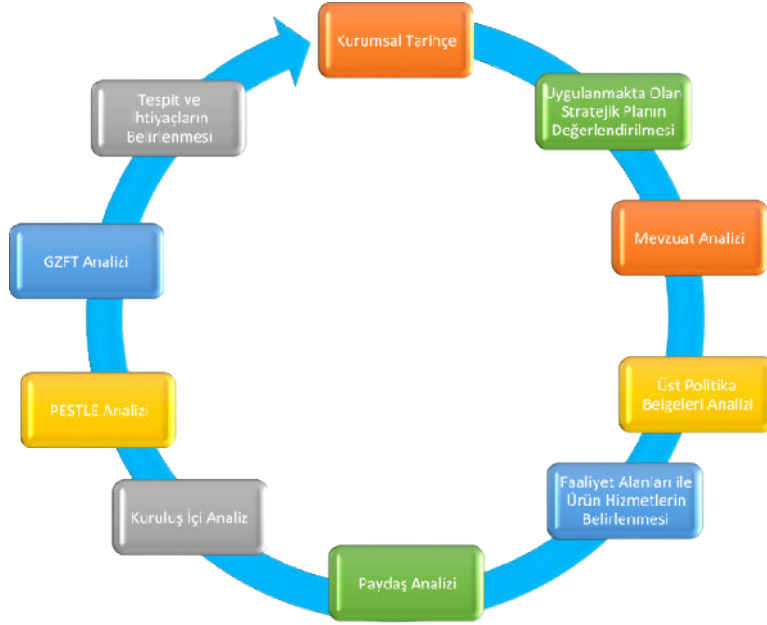 Kurumsal Tarihçe
Uygulanmakta Olan
Stratejik Planın
Değerlendirilmesi
Mevzuat Analizi
Üst Politika
Belgeleri Analizi
Faaliyet Alanları ile
Ürün Hizmetlerin
Belirlenmesi
Paydaş Analizi
Kuruluş İçi Analiz
PESTLE Analizi
GZFT Analizi
Tespit ve
İhtiyaçların
Belirlenmesi